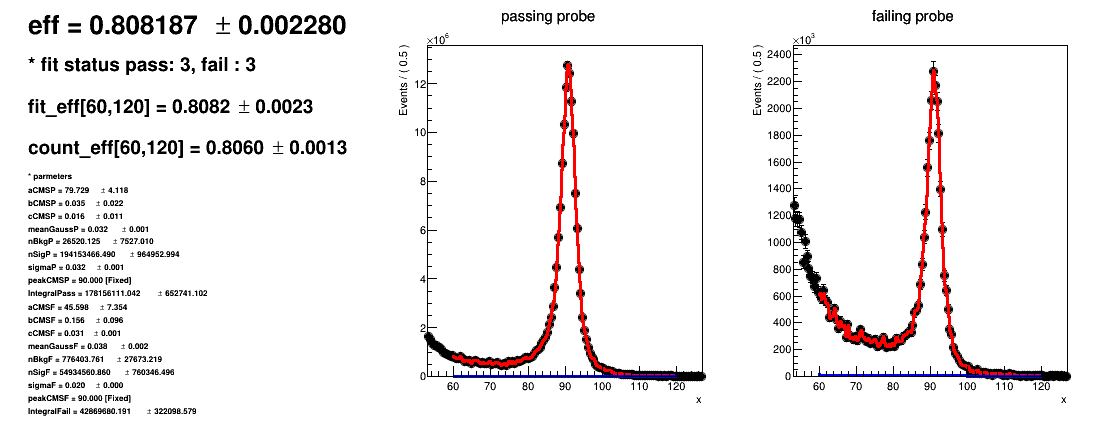 eff = 0.808187 ± 0.002280
* fit status pass: 3, fail : 3
fit_eff[60,120] = 0.8082 ± 0.0023
count_eff[60,120] = 0.8060 ± 0.0013
* parmeters
aCMSP = 79.729 ± 4.118
bCMSP = 0.035 ± 0.022
cCMSP = 0.016 ± 0.011
meanGaussP = 0.032 ± 0.001
nBkgP = 26520.125 ± 7527.010
nSigP = 194153466.490 ± 964952.994
sigmaP = 0.032 ± 0.001
peakCMSP = 90.000 [Fixed]
IntegralPass = 178156111.042 ± 652741.102
aCMSF = 45.598 ± 7.354
bCMSF = 0.156 ± 0.096
cCMSF = 0.031 ± 0.001
meanGaussF = 0.038 ± 0.002
nBkgF = 776403.761 ± 27673.219
nSigF = 54934560.860 ± 760346.496
sigmaF = 0.020 ± 0.000
peakCMSF = 90.000 [Fixed]
IntegralFail = 42869680.191 ± 322098.579
passing probe
×10⁶
Events / ( 0.5 )
12
10
8
6
4
2
0
60 70 80 90 100 110 120
x
failing probe
×10³
Events / ( 0.5 )
2400
2200
2000
1800
1600
1400
1200
1000
800
600
400
200
0
60 70 80 90 100 110 120
x